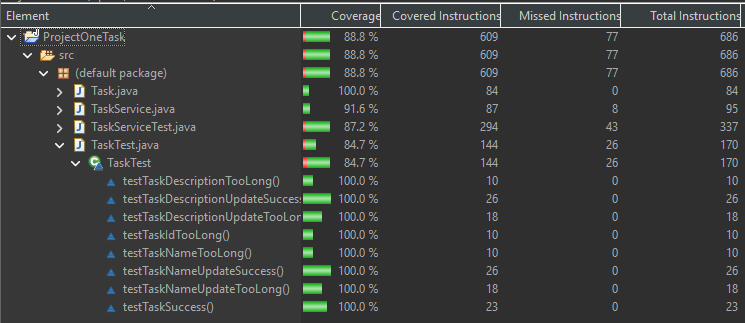 Element Coverage Covered Instructions Missed Instructions Total Instructions
ProjectOneTask 88.8 % 609 77 686
src 88.8 % 609 77 686
(default package) 88.8 % 609 77 686
Task.java 100.0 % 84 0 84
TaskService.java 91.6 % 87 8 95
TaskServiceTest.java 87.2 % 294 43 337
TaskTest.java 84.7 % 144 26 170
TaskTest 84.7 % 144 26 170
testTaskDescriptionTooLong() 100.0 % 10 0 10
testTaskDescriptionUpdateSuccess 100.0 % 26 0 26
testTaskDescriptionUpdateTooLon 100.0 % 18 0 18
testTaskIdTooLong() 100.0 % 10 0 10
testTaskNameTooLong() 100.0 % 10 0 10
testTaskNameUpdateSuccess() 100.0 % 26 0 26
testTaskNameUpdateTooLong() 100.0 % 18 0 18
testTaskSuccess() 100.0 % 23 0 23